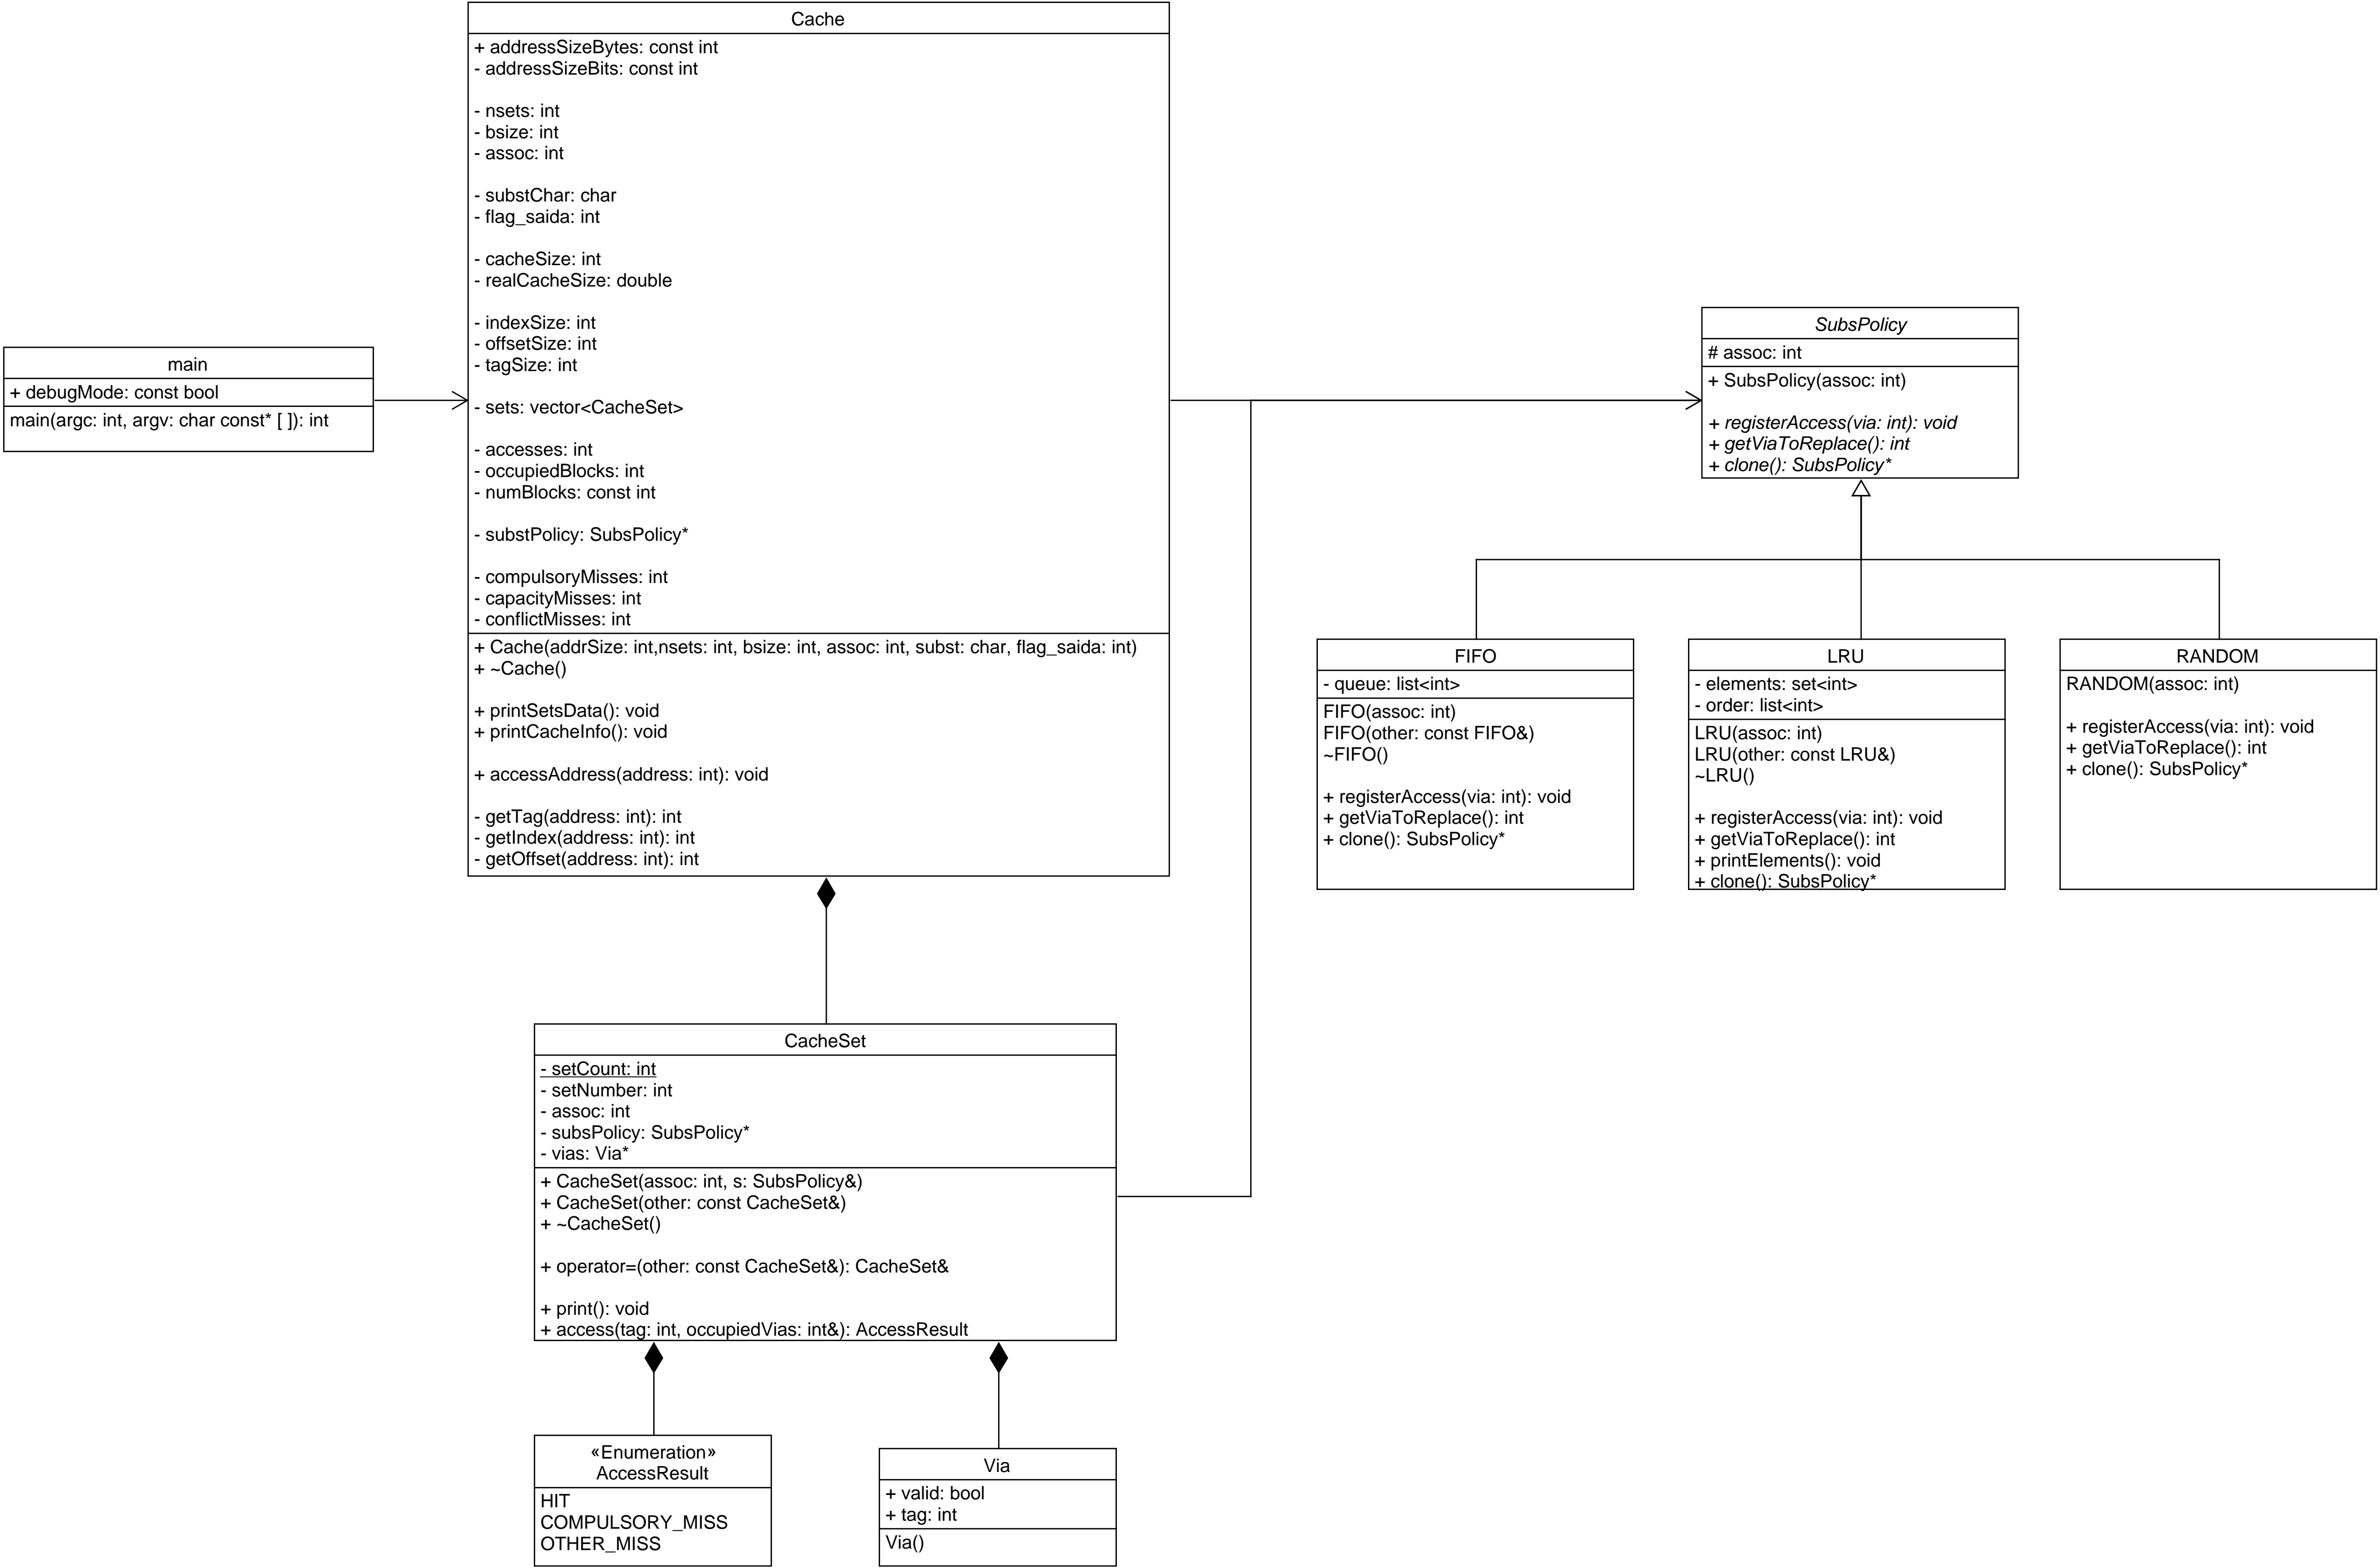 Cache
+ addressSizeBytes: const int
- addressSizeBits: const int
- nsets: int
- bsize: int
- assoc: int
- substChar: char
- flag_saida: int
- cacheSize: int
- realCacheSize: double
- indexSize: int
- offsetSize: int
- tagSize: int
- sets: vector<CacheSet>
- accesses: int
- occupiedBlocks: int
- numBlocks: const int
- substPolicy: SubsPolicy*
- compulsoryMisses: int
- capacityMisses: int
- conflictMisses: int
+ Cache(addrSize: int,nsets: int, bsize: int, assoc: int, subst: char, flag_saida: int)
+ ~Cache()
+ printSetsData(): void
+ printCacheInfo(): void
+ accessAddress(address: int): void
- getTag(address: int): int
- getIndex(address: int): int
- getOffset(address: int): int
main
+ debugMode: const bool
main(argc: int, argv: char const* [ ]): int
SubsPolicy
# assoc: int
+ SubsPolicy(assoc: int)
+ registerAccess(via: int): void
+ getViaToReplace(): int
+ clone(): SubsPolicy*
FIFO
- queue: list<int>
FIFO(assoc: int)
FIFO(other: const FIFO&)
~FIFO()
+ registerAccess(via: int): void
+ getViaToReplace(): int
+ clone(): SubsPolicy*
LRU
- elements: set<int>
- order: list<int>
LRU(assoc: int)
LRU(other: const LRU&)
~LRU()
+ registerAccess(via: int): void
+ getViaToReplace(): int
+ printElements(): void
+ clone(): SubsPolicy*
RANDOM
RANDOM(assoc: int)
+ registerAccess(via: int): void
+ getViaToReplace(): int
+ clone(): SubsPolicy*
CacheSet
- setCount: int
- setNumber: int
- assoc: int
- subsPolicy: SubsPolicy*
- vias: Via*
+ CacheSet(assoc: int, s: SubsPolicy&)
+ CacheSet(other: const CacheSet&)
+ ~CacheSet()
+ operator=(other: const CacheSet&): CacheSet&
+ print(): void
+ access(tag: int, occupiedVias: int&): AccessResult
«Enumeration»
AccessResult
HIT
COMPULSORY_MISS
OTHER_MISS
Via
+ valid: bool
+ tag: int
Via()